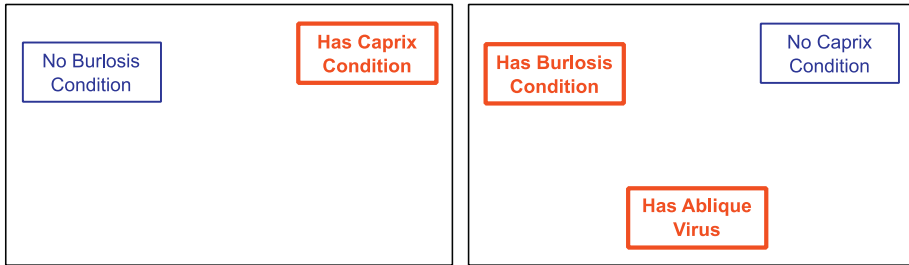 No Burlosis
Condition
Has Caprix
Condition
Has Burlosis
Condition
No Caprix
Condition
Has Ablique
Virus